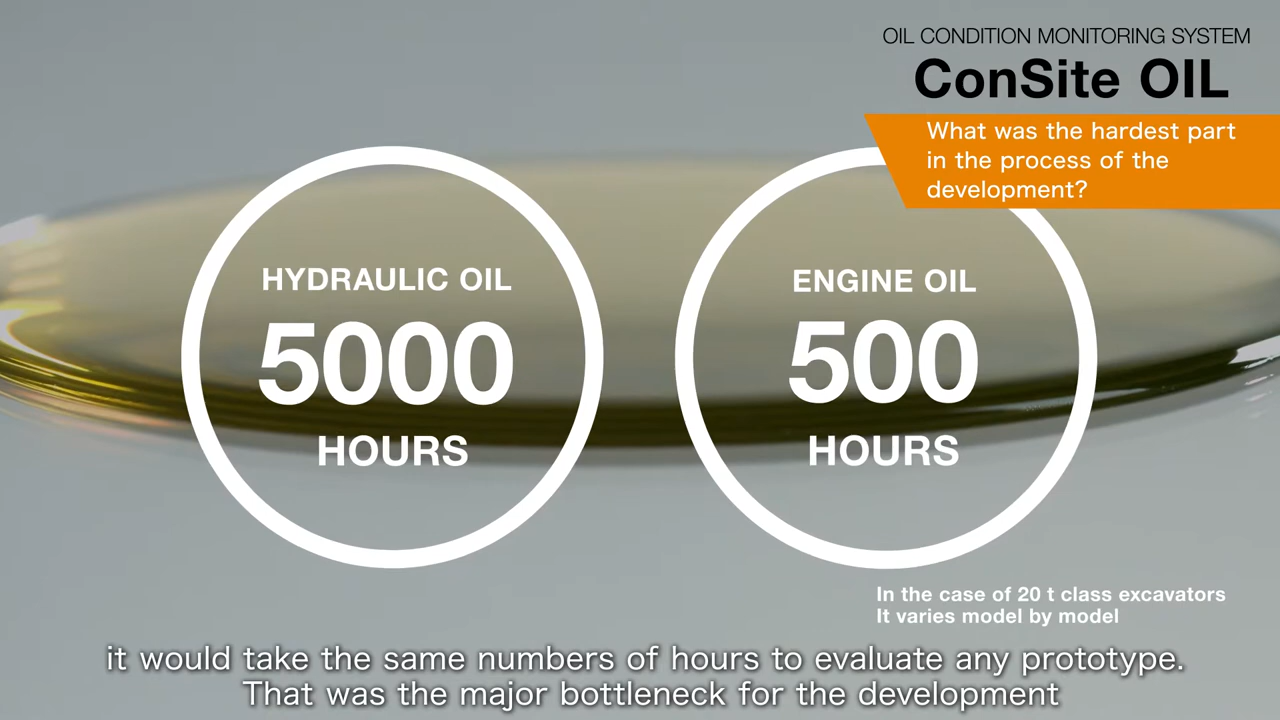 OIL CONDITION MONITORING SYSTEM
ConSite OIL
What was the hardest part
in the process of the
development?
HYDRAULIC OIL
5000
HOURS
ENGINE OIL
500
HOURS
In the case of 20 t class excavators
It varies model by model
it would take the same numbers of hours to evaluate any prototype.
That was the major bottleneck for the development